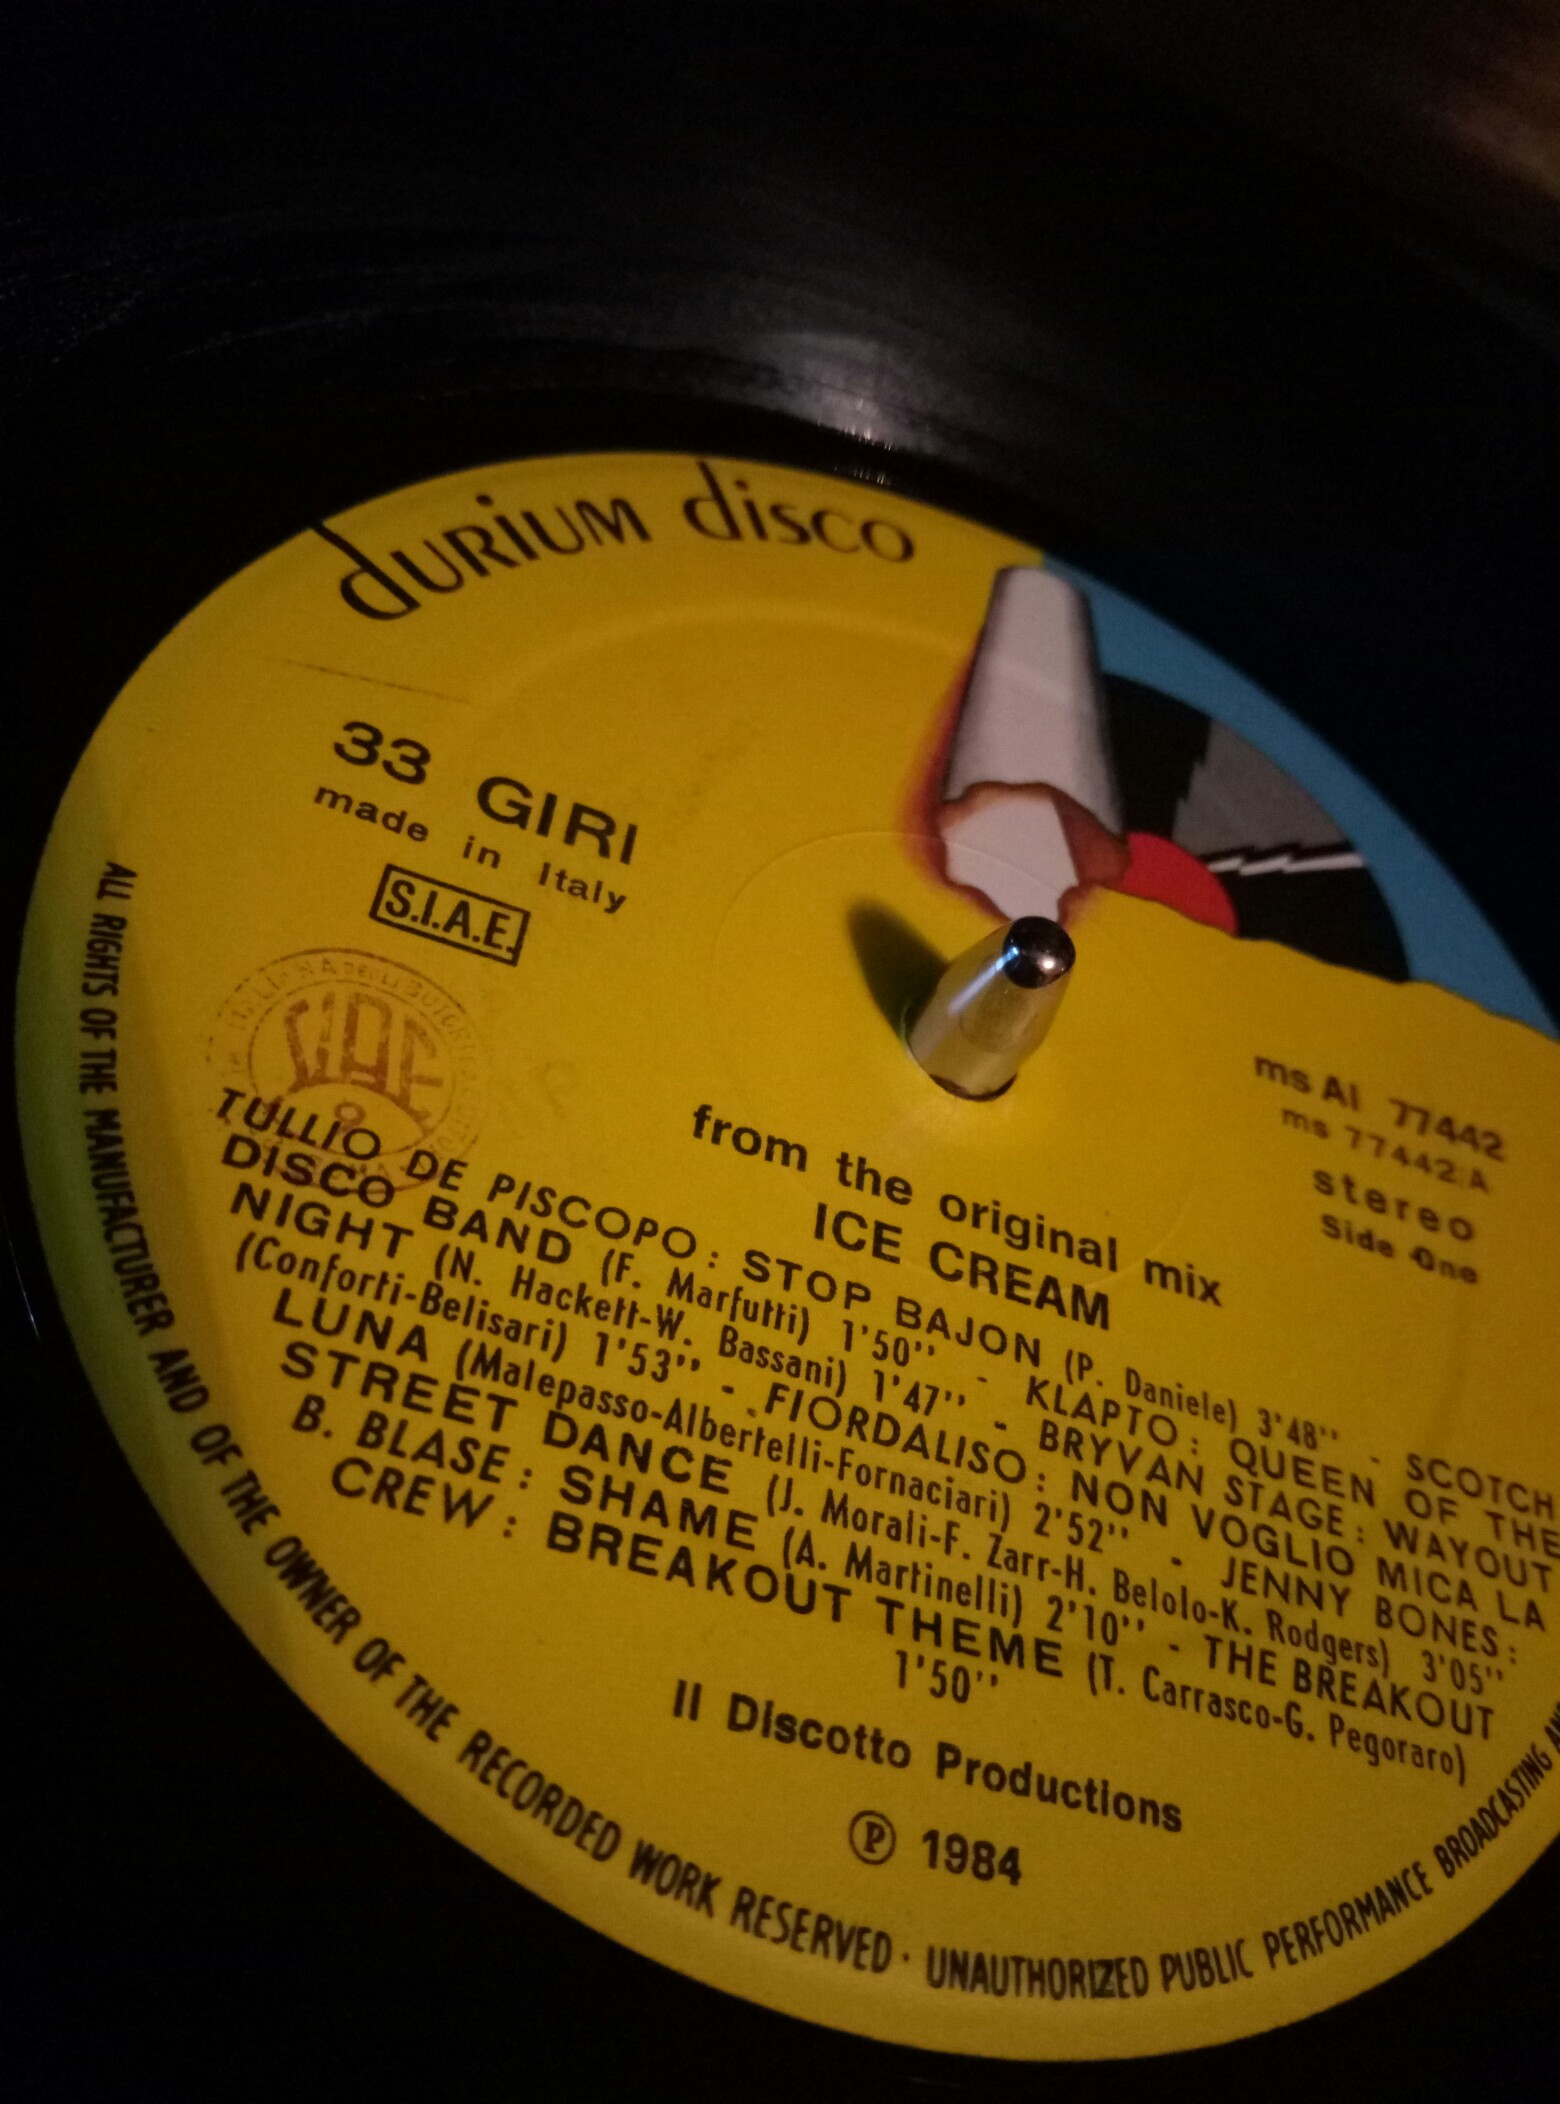 durium disco
33 GIRI
made in Italy
S.I.A.E.
SIAE
ms AI 77442
ms 77442/A
stereo
Side One
from the original mix
ICE CREAM
TULLIO DE PISCOPO: STOP BAJON (P. Daniele) 3'48'' - SCOTCH
DISCO BAND (F. Marfutti) 1'50'' - KLAPTO: QUEEN OF THE
NIGHT (N. Hackett-W. Bassani) 1'47'' - BRYVAN STAGE: WAYOUT
(Conforti-Belisari) 1'53'' - FIORDALISO: NON VOGLIO MICA LA
LUNA (Malepasso-Albertelli-Fornaciari) 2'52'' - JENNY BONES:
STREET DANCE (J. Morali-F. Zarr-H. Belolo-K. Rodgers) 3'05''
B. BLASE: SHAME (A. Martinelli) 2'10'' - THE BREAKOUT
CREW: BREAKOUT THEME (T. Carrasco-G. Pegoraro)
1'50''
Il Discotto Productions
Ⓟ 1984
ALL RIGHTS OF THE MANUFACTURER AND OF THE OWNER OF THE RECORDED WORK RESERVED · UNAUTHORIZED PUBLIC PERFORMANCE BROADCASTING